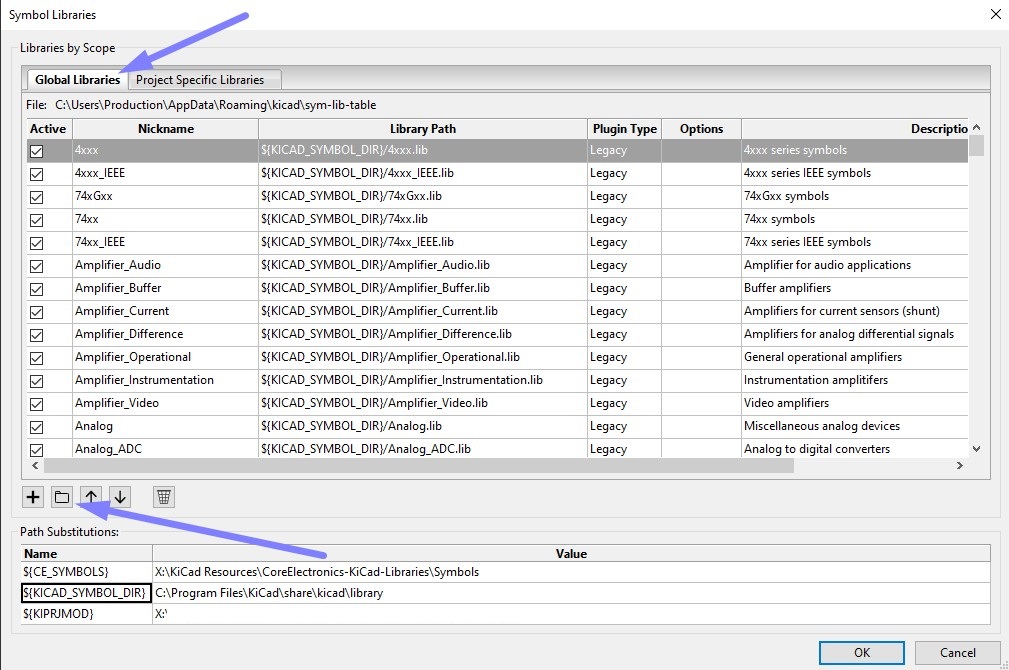 Symbol Libraries
Libraries by Scope
Global Libraries Project Specific Libraries
File: C:\Users\Production\AppData\Roaming\kicad\sym-lib-table
Active Nickname Library Path Plugin Type Options Descriptio
4xxx ${KICAD_SYMBOL_DIR}/4xxx.lib Legacy 4xxx series symbols
4xxx_IEEE ${KICAD_SYMBOL_DIR}/4xxx_IEEE.lib Legacy 4xxx series IEEE symbols
74xGxx ${KICAD_SYMBOL_DIR}/74xGxx.lib Legacy 74xGxx symbols
74xx ${KICAD_SYMBOL_DIR}/74xx.lib Legacy 74xx symbols
74xx_IEEE ${KICAD_SYMBOL_DIR}/74xx_IEEE.lib Legacy 74xx series IEEE symbols
Amplifier_Audio ${KICAD_SYMBOL_DIR}/Amplifier_Audio.lib Legacy Amplifier for audio applications
Amplifier_Buffer ${KICAD_SYMBOL_DIR}/Amplifier_Buffer.lib Legacy Buffer amplifiers
Amplifier_Current ${KICAD_SYMBOL_DIR}/Amplifier_Current.lib Legacy Amplifiers for current sensors (shunt)
Amplifier_Difference ${KICAD_SYMBOL_DIR}/Amplifier_Difference.lib Legacy Amplifiers for analog differential signals
Amplifier_Operational ${KICAD_SYMBOL_DIR}/Amplifier_Operational.lib Legacy General operational amplifiers
Amplifier_Instrumentation ${KICAD_SYMBOL_DIR}/Amplifier_Instrumentation.lib Legacy Instrumentation amplitifers
Amplifier_Video ${KICAD_SYMBOL_DIR}/Amplifier_Video.lib Legacy Video amplifiers
Analog ${KICAD_SYMBOL_DIR}/Analog.lib Legacy Miscellaneous analog devices
Analog_ADC ${KICAD_SYMBOL_DIR}/Analog_ADC.lib Legacy Analog to digital converters
Path Substitutions:
Name Value
${CE_SYMBOLS} X:\KiCad Resources\CoreElectronics-KiCad-Libraries\Symbols
${KICAD_SYMBOL_DIR} C:\Program Files\KiCad\share\kicad\library
${KIPRJMOD} X:'
OK Cancel